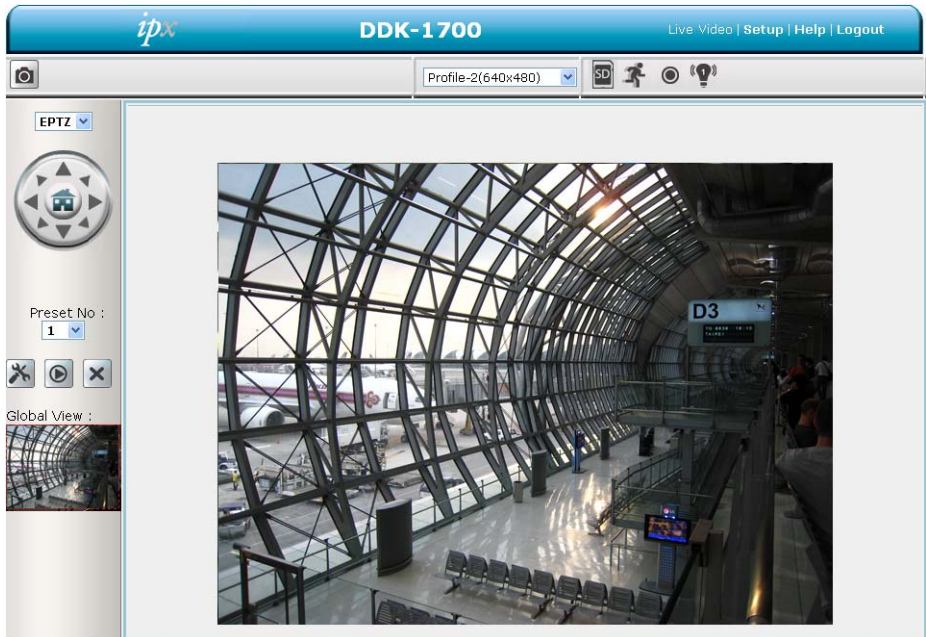 ipx
DDK-1700
Live Video | Setup | Help | Logout
Profile-2(640x480)
SD
EPTZ
Preset No :
1
Global View :
D3
TAIPEI